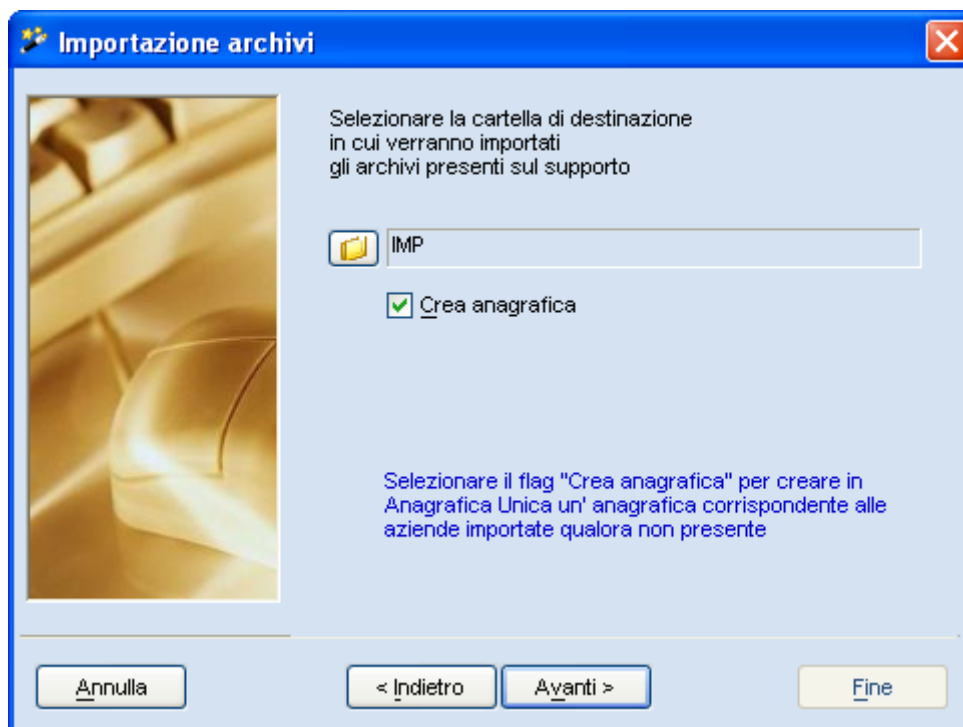 Importazione archivi
Selezionare la cartella di destinazione
in cui verranno importati
gli archivi presenti sul supporto
IMP
Crea anagrafica
Selezionare il flag "Crea anagrafica" per creare in
Anagrafica Unica un' anagrafica corrispondente alle
aziende importate qualora non presente
Annulla
< Indietro
Avanti >
Fine